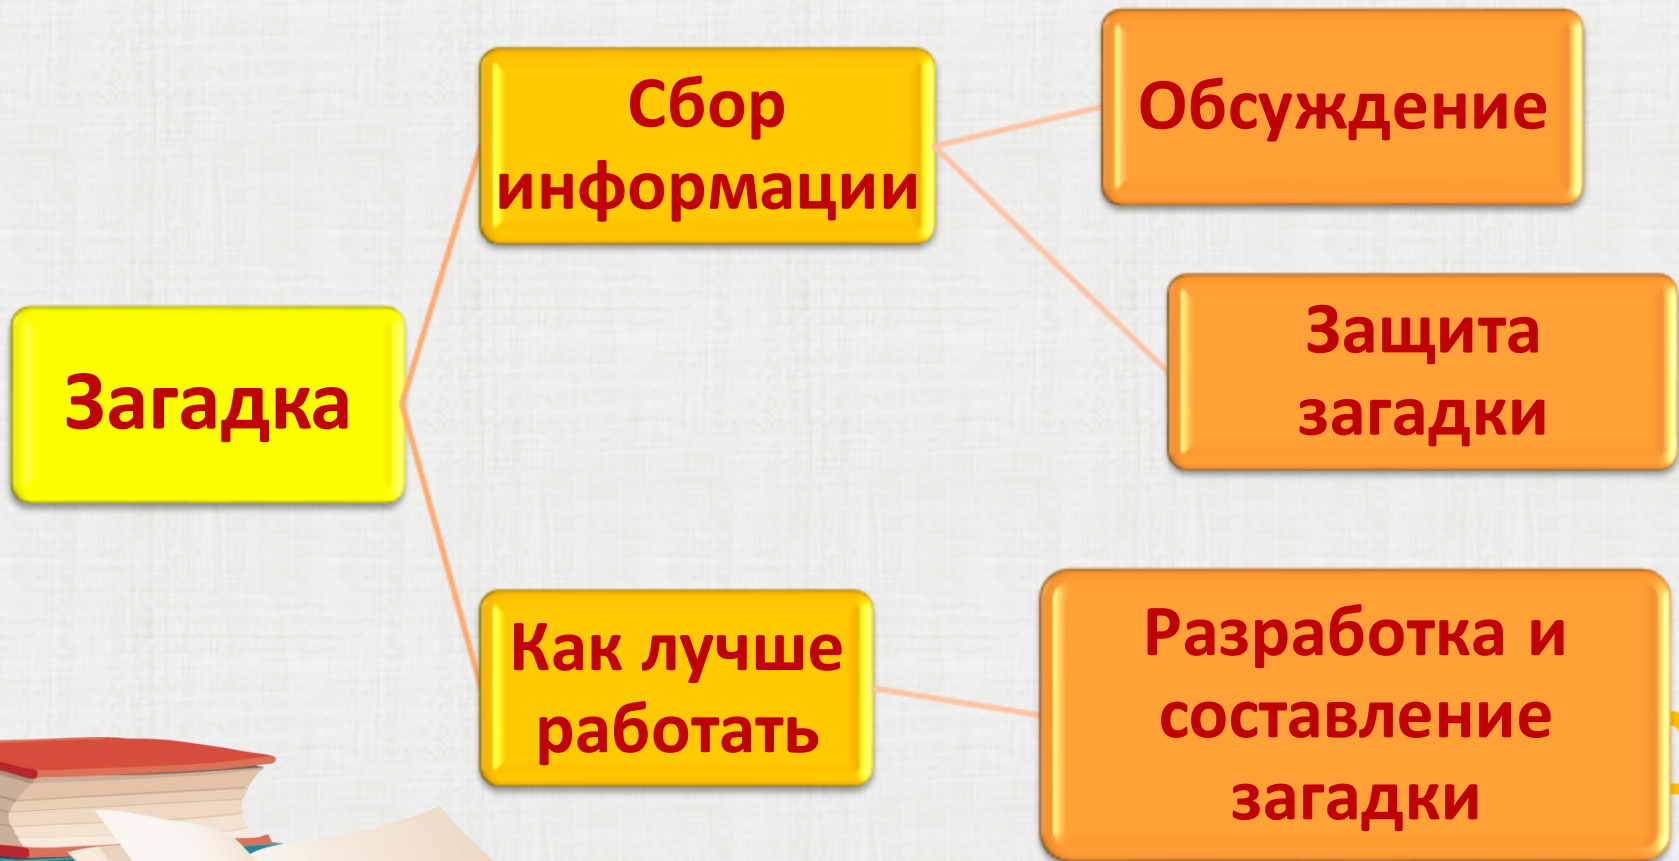 Загадка
Сбор
информации
Обсуждение
Защита
загадки
Как лучше
работать
Разработка и
составление
загадки